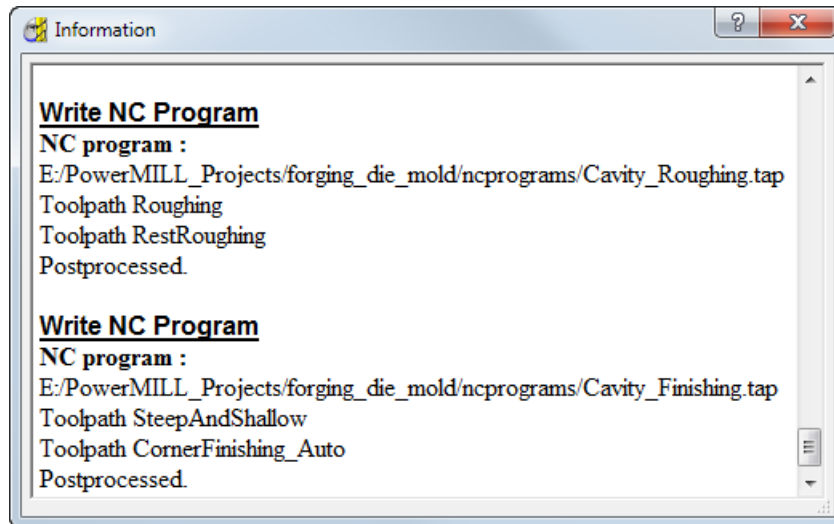 Information
Write NC Program
NC program :
E:/PowerMILL_Projects/forging_die_mold/ncprograms/Cavity_Roughing.tap
Toolpath Roughing
Toolpath RestRoughing
Postprocessed.
Write NC Program
NC program :
E:/PowerMILL_Projects/forging_die_mold/ncprograms/Cavity_Finishing.tap
Toolpath SteepAndShallow
Toolpath CornerFinishing_Auto
Postprocessed.